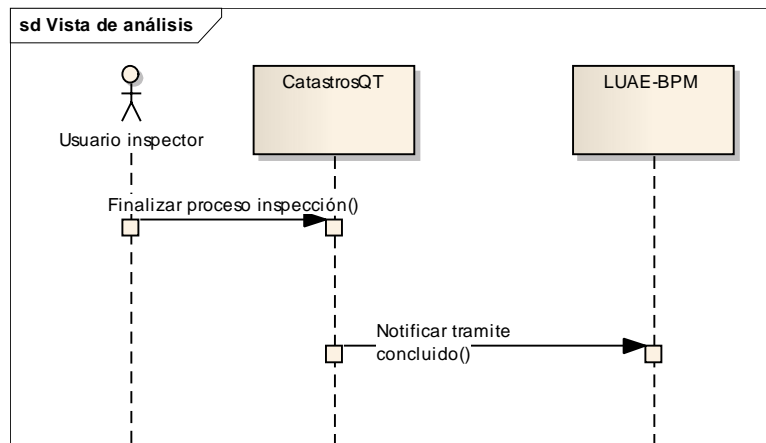 sd Vista de análisis
Usuario inspector
CatastrosQT
LUAE-BPM
Finalizar proceso inspección()
Notificar tramite
concluido()